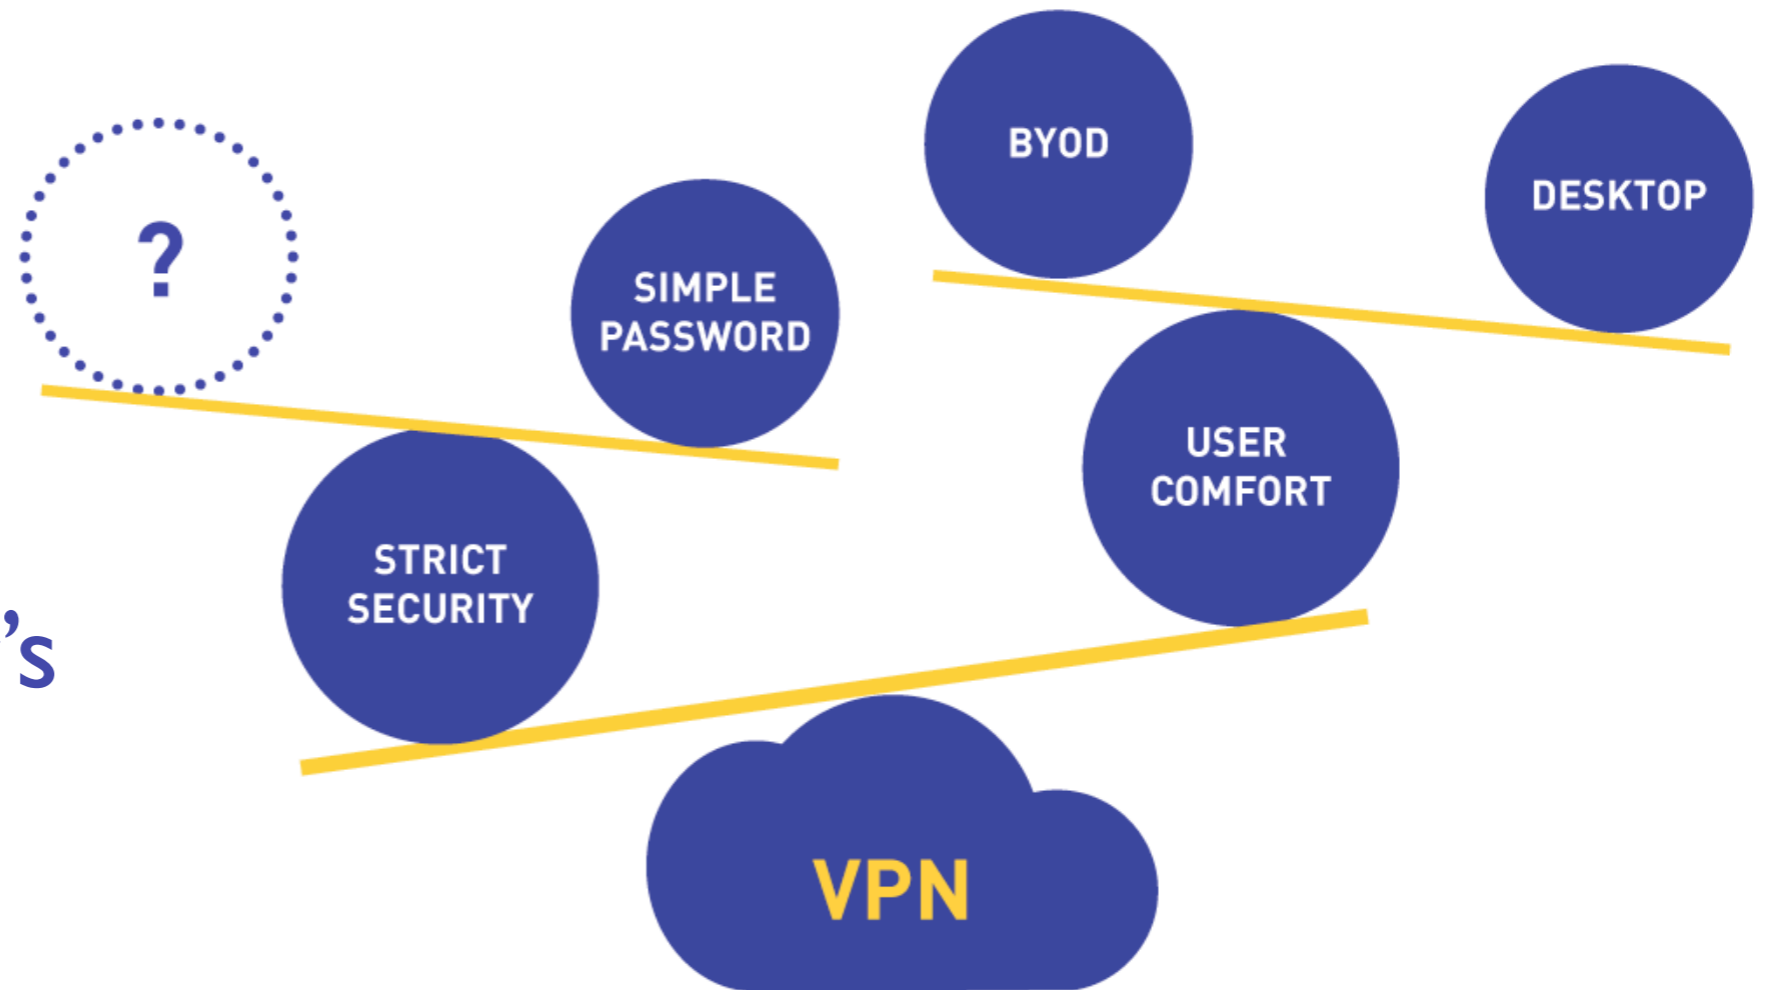 ?
SIMPLE
PASSWORD
BYOD
DESKTOP
STRICT
SECURITY
USER
COMFORT
's
VPN